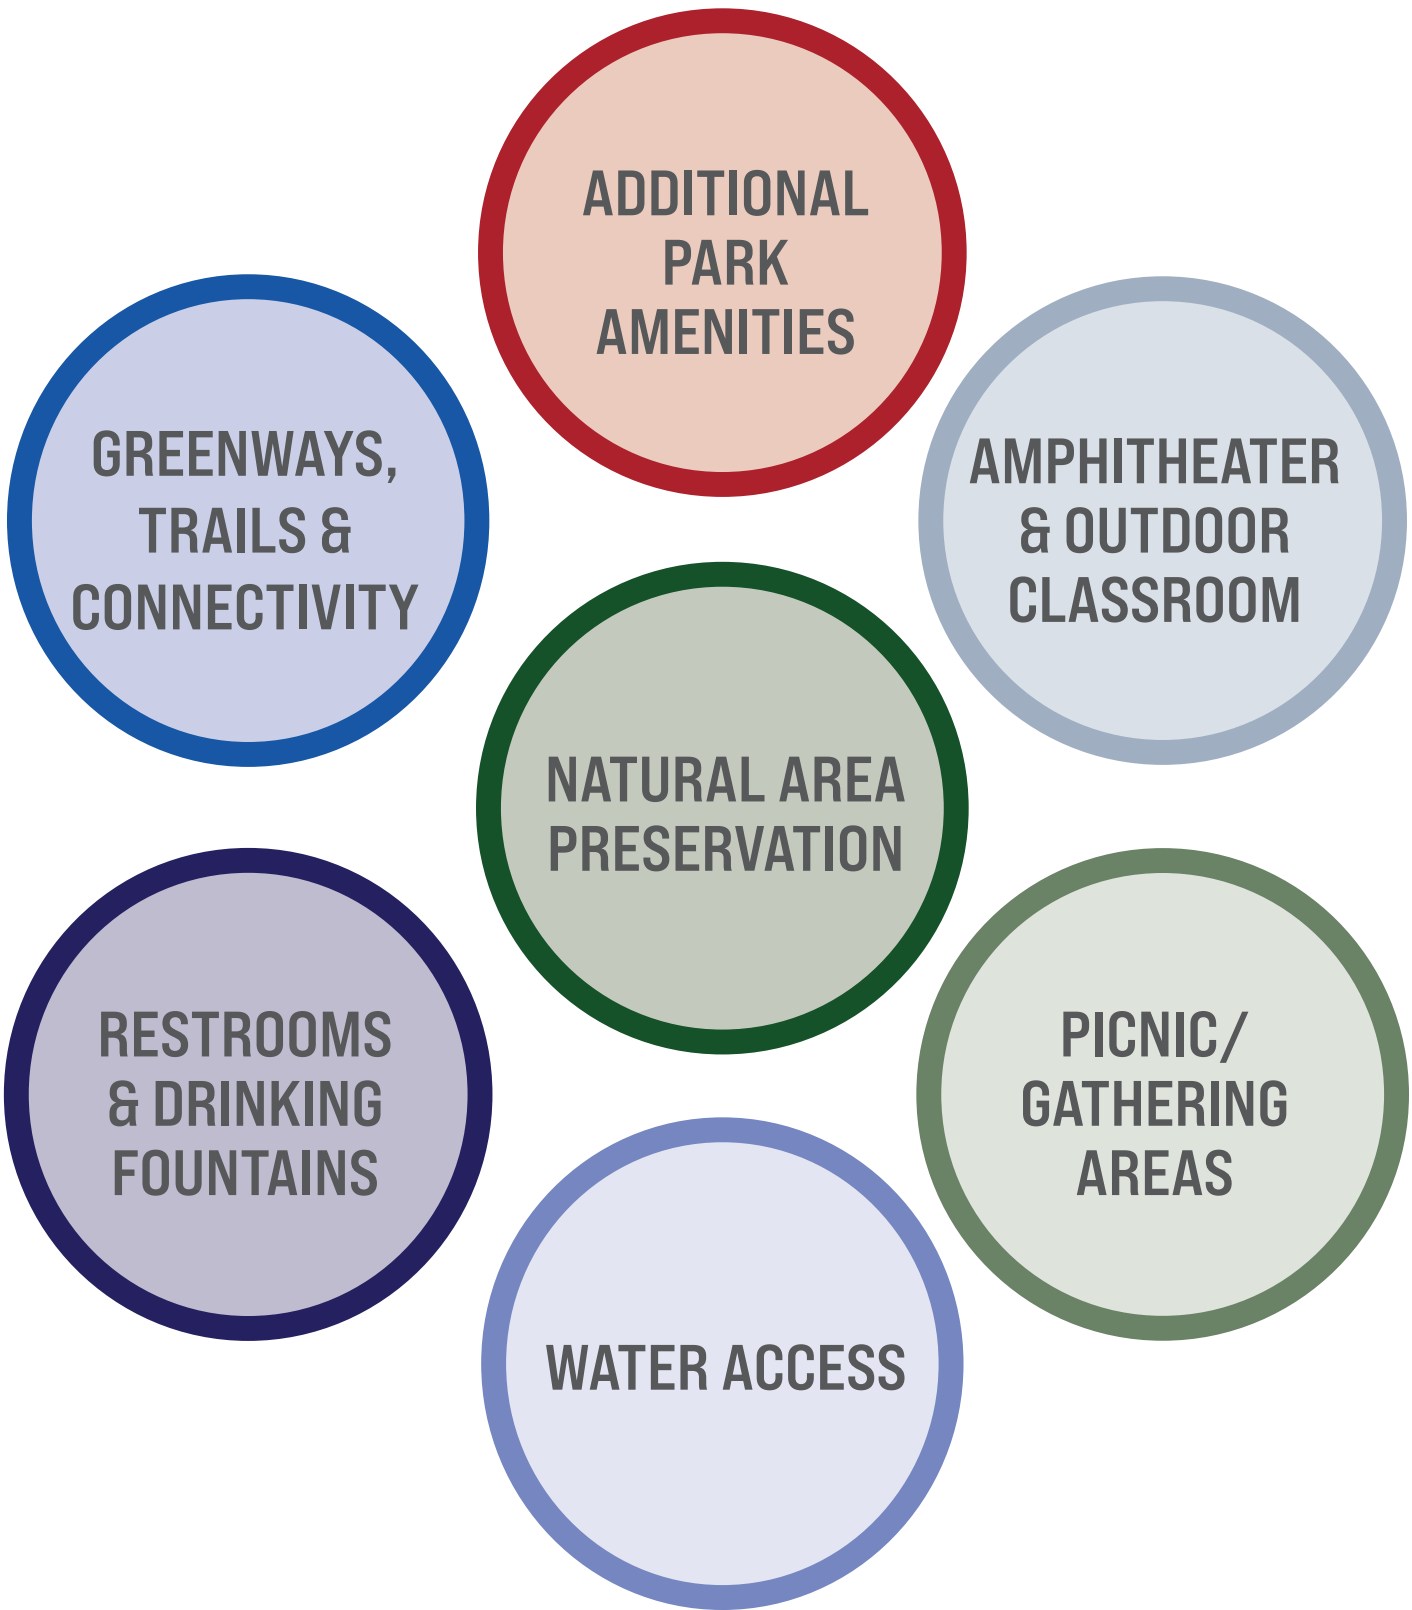 ADDITIONAL
PARK
AMENITIES
GREENWAYS,
TRAILS &
CONNECTIVITY
AMPHITHEATER
& OUTDOOR
CLASSROOM
NATURAL AREA
PRESERVATION
RESTROOMS
& DRINKING
FOUNTAINS
PICNIC/
GATHERING
AREAS
WATER ACCESS